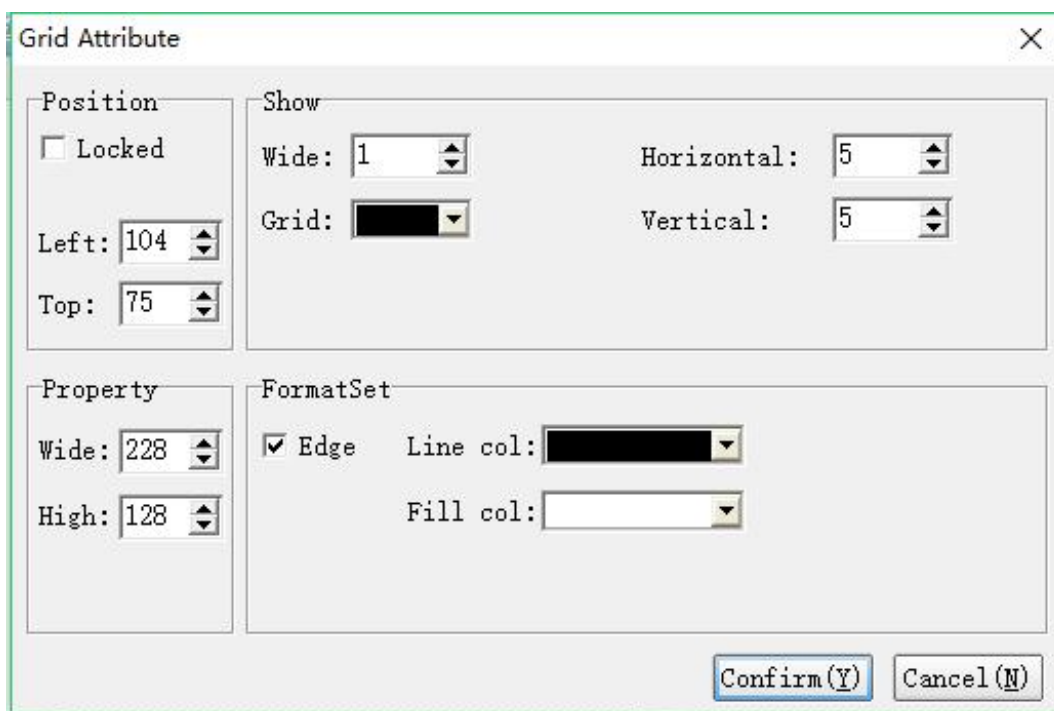 Grid Attribute
Position
Locked
Left: 104
Top: 75
Show
Wide: 1
Horizontal: 5
Grid:
Vertical: 5
Property
Wide: 228
High: 128
FormatSet
Edge
Line col:
Fill col:
Confirm(Y)
Cancel(N)